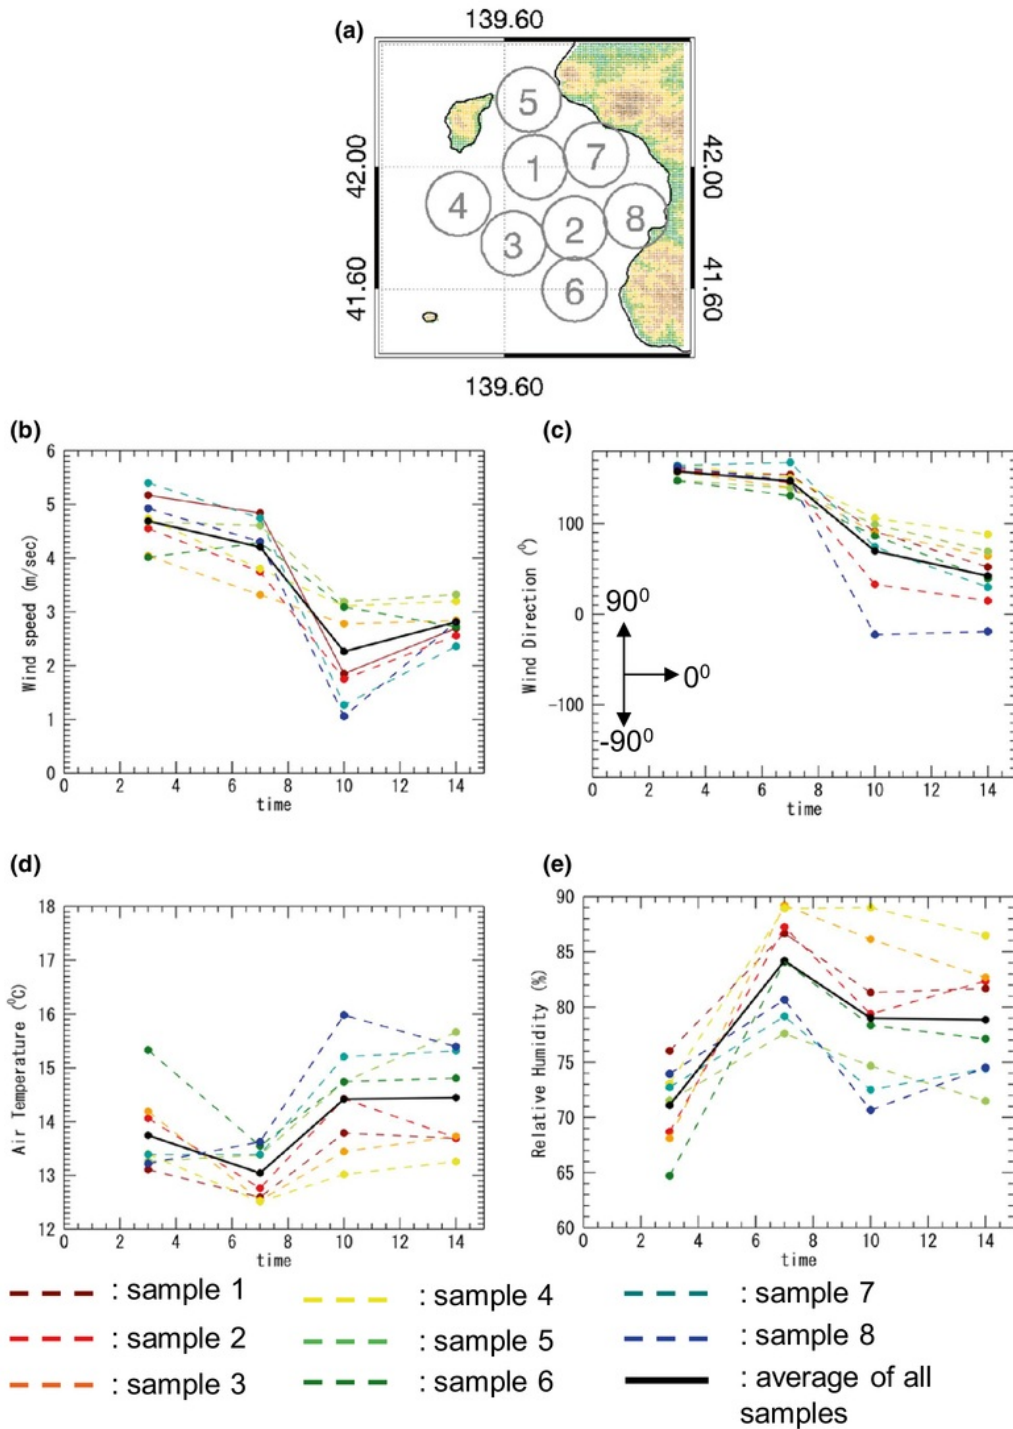 139.60
(a)
5
1
7
4
3
2
8
6
42.00
42.00
41.60
41.60
139.60
(b)
6
5
4
3
2
1
0
Wind speed (m/sec)
0 2 4 6 8 10 12 14
time
(c)
100
0
-100
Wind Direction (⁰)
90⁰
0⁰
-90⁰
0 2 4 6 8 10 12 14
time
(d)
18
17
16
15
14
13
12
Air Temperature (⁰C)
0 2 4 6 8 10 12 14
time
(e)
90
85
80
75
70
65
60
Relative Humidity (%)
0 2 4 6 8 10 12 14
time
: sample 1
: sample 2
: sample 3
: sample 4
: sample 5
: sample 6
: sample 7
: sample 8
: average of all
samples